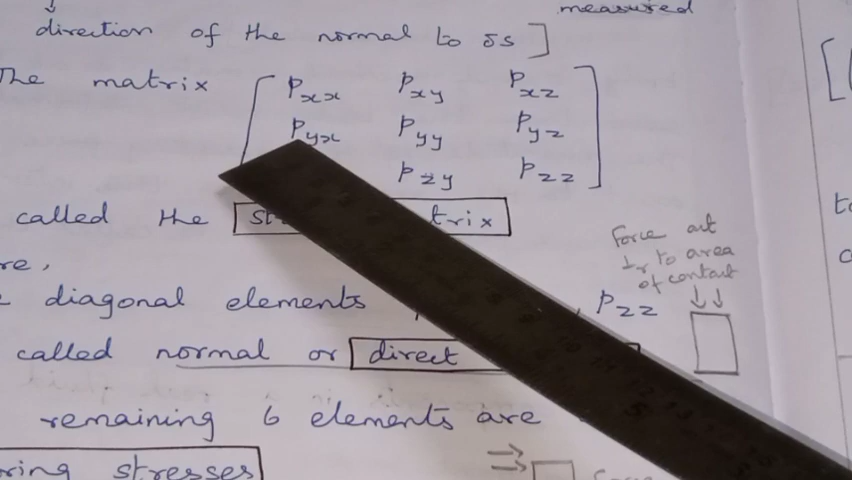 measured
direction of the normal to δs ]
The matrix [ Pxx Pxy Pxz
Pyx Pyy Pyz
Pzy Pzz ]
called the st trix
Force act
⊥r to area
of contact
diagonal elements , Pzz
called normal or direct
remaining 6 elements are
ring stresses